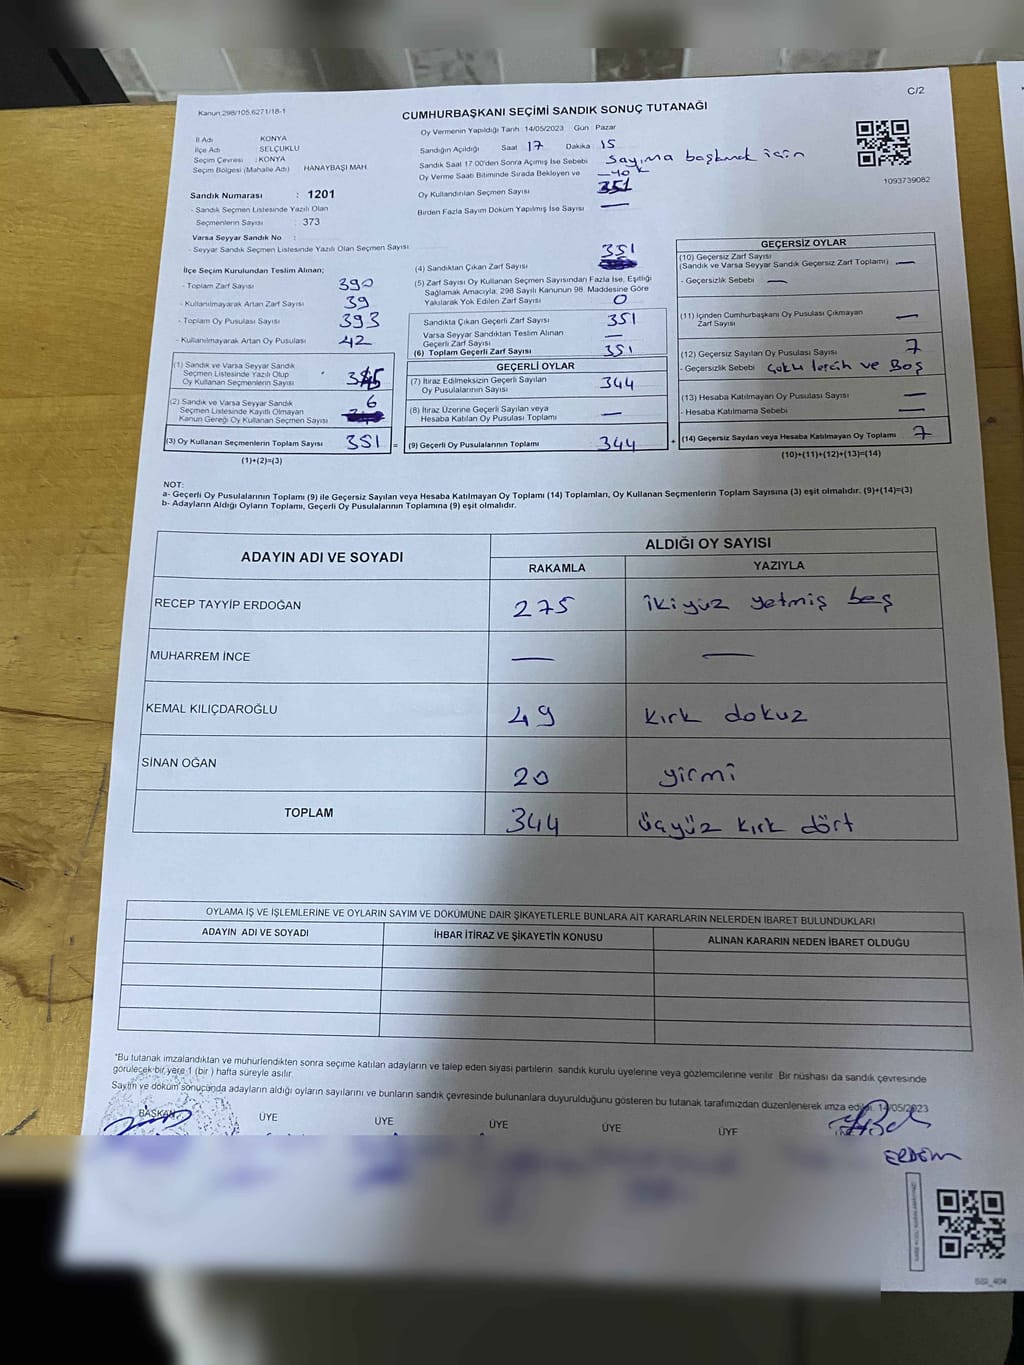 C/2
Kanun:298/105,6271/18-1
CUMHURBAŞKANI SEÇİMİ SANDIK SONUÇ TUTANAĞI
Oy Vermenin Yapıldığı Tarih 14/05/2023 Gün Pazar
İl Adı KONYA
İlçe Adı SELÇUKLU
Seçim Çevresi : KONYA
Seçim Bölgesi (Mahalle Adı) HANAYBAŞI MAH.
Sandığın Açıldığı Saat 17 Dakika 15
Sandık Saat 17.00'den Sonra Açımış İse Sebebi Sayıma başlamak için
Oy Verme Saati Bitiminde Sırada Bekleyen ve
Oy Kullandırılan Seçmen Sayısı
Birden Fazla Sayım Döküm Yapılmış İse Sayısı —
1093739082
Sandık Numarası : 1201
- Sandık Seçmen Listesinde Yazılı Olan
Seçmenlerin Sayısı : 373
Varsa Seyyar Sandık No :
- Seyyar Sandık Seçmen Listesinde Yazılı Olan Seçmen Sayısı
İlçe Seçim Kurulundan Teslim Alınan;
- Toplam Zarf Sayısı 390
- Kullanılmayarak Artan Zarf Sayısı 39
- Toplam Oy Pusulası Sayısı 393
- Kullanılmayarak Artan Oy Pusulası 42
(1) Sandık ve Varsa Seyyar Sandık
Seçmen Listesinde Yazılı Olup
Oy Kullanan Seçmenlerin Sayısı
(2) Sandık ve Varsa Seyyar Sandık
Seçmen Listesinde Kayıtlı Olmayan
Kanun Gereği Oy Kullanan Seçmen Sayısı 6
(3) Oy Kullanan Seçmenlerin Toplam Sayısı 351 =
(1)+(2)=(3)
(4) Sandıktan Çıkan Zarf Sayısı 351
(5) Zarf Sayısı Oy Kullanan Seçmen Sayısından Fazla İse, Eşitliği
Sağlamak Amacıyla, 298 Sayılı Kanunun 98. Maddesine Göre
Yakılarak Yok Edilen Zarf Sayısı 0
Sandıkta Çıkan Geçerli Zarf Sayısı 351
Varsa Seyyar Sandıktan Teslim Alınan
Geçerli Zarf Sayısı —
(6) Toplam Geçerli Zarf Sayısı 351
GEÇERLİ OYLAR
(7) İtiraz Edilmeksizin Geçerli Sayılan
Oy Pusulalarının Sayısı 344
(8) İtiraz Üzerine Geçerli Sayılan veya
Hesaba Katılan Oy Pusulası Toplamı —
(9) Geçerli Oy Pusulalarının Toplamı 344 +
GEÇERSİZ OYLAR
(10) Geçersiz Zarf Sayısı
(Sandık ve Varsa Seyyar Sandık Geçersiz Zarf Toplamı) —
- Geçersizlik Sebebi —
(11) İçinden Cumhurbaşkanı Oy Pusulası Çıkmayan
Zarf Sayısı —
(12) Geçersiz Sayılan Oy Pusulası Sayısı 7
- Geçersizlik Sebebi Çoklu tercih ve Boş
(13) Hesaba Katılmayan Oy Pusulası Sayısı —
- Hesaba Katılmama Sebebi —
(14) Geçersiz Sayılan veya Hesaba Katılmayan Oy Toplamı 7
(10)+(11)+(12)+(13)=(14)
NOT:
a- Geçerli Oy Pusulalarının Toplamı (9) ile Geçersiz Sayılan veya Hesaba Katılmayan Oy Toplamı (14) Toplamları, Oy Kullanan Seçmenlerin Toplam Sayısına (3) eşit olmalıdır. (9)+(14)=(3)
b- Adayların Aldığı Oyların Toplamı, Geçerli Oy Pusulalarının Toplamına (9) eşit olmalıdır.
ADAYIN ADI VE SOYADI ALDIĞI OY SAYISI
RAKAMLA YAZIYLA
RECEP TAYYİP ERDOĞAN 275 ikiyüz yetmiş beş
MUHARREM İNCE — —
KEMAL KILIÇDAROĞLU 49 kırk dokuz
SİNAN OĞAN 20 yirmi
TOPLAM 344 üçyüz kırk dört
OYLAMA İŞ VE İŞLEMLERİNE VE OYLARIN SAYIM VE DÖKÜMÜNE DAİR ŞİKAYETLERLE BUNLARA AİT KARARLARIN NELERDEN İBARET BULUNDUKLARI
ADAYIN ADI VE SOYADI İHBAR İTİRAZ VE ŞİKAYETİN KONUSU ALINAN KARARIN NEDEN İBARET OLDUĞU
*Bu tutanak imzalandıktan ve mühürlendikten sonra seçime katılan adayların ve talep eden siyasi partilerin sandık kurulu üyelerine veya gözlemcilerine verilir. Bir nüshası da sandık çevresinde
görülecek bir yere 1 (bir ) hafta süreyle asılır.
Sayım ve döküm sonucunda adayların aldığı oyların sayılarını ve bunların sandık çevresinde bulunanlara duyurulduğunu gösteren bu tutanak tarafımızdan düzenlenerek imza edildi. 14/05/2023
BAŞKAN ÜYE ÜYE ÜYE ÜYE ÜYE
ERDEM